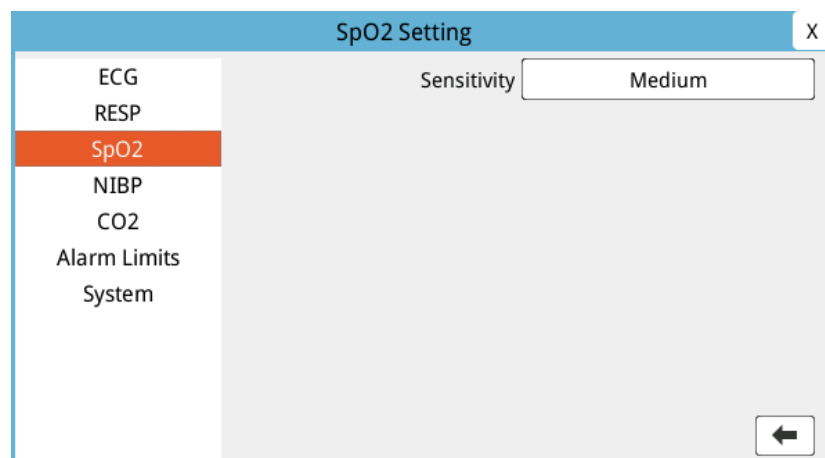 SpO2 Setting
X
ECG
RESP
SpO2
NIBP
CO2
Alarm Limits
System
Sensitivity Medium